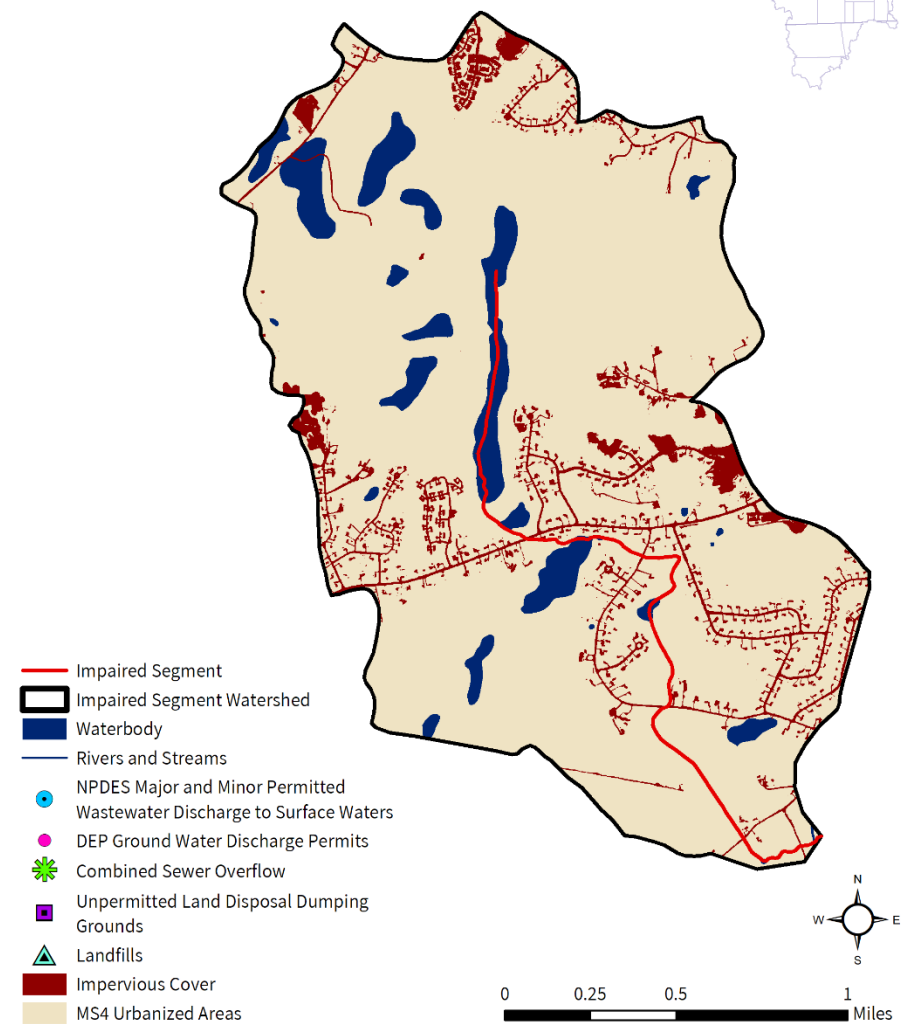 Impaired Segment
Impaired Segment Watershed
Waterbody
Rivers and Streams
NPDES Major and Minor Permitted
Wastewater Discharge to Surface Waters
DEP Ground Water Discharge Permits
Combined Sewer Overflow
Unpermitted Land Disposal Dumping
Grounds
Landfills
Impervious Cover
MS4 Urbanized Areas
N
W E
S
0 0.25 0.5 1
Miles